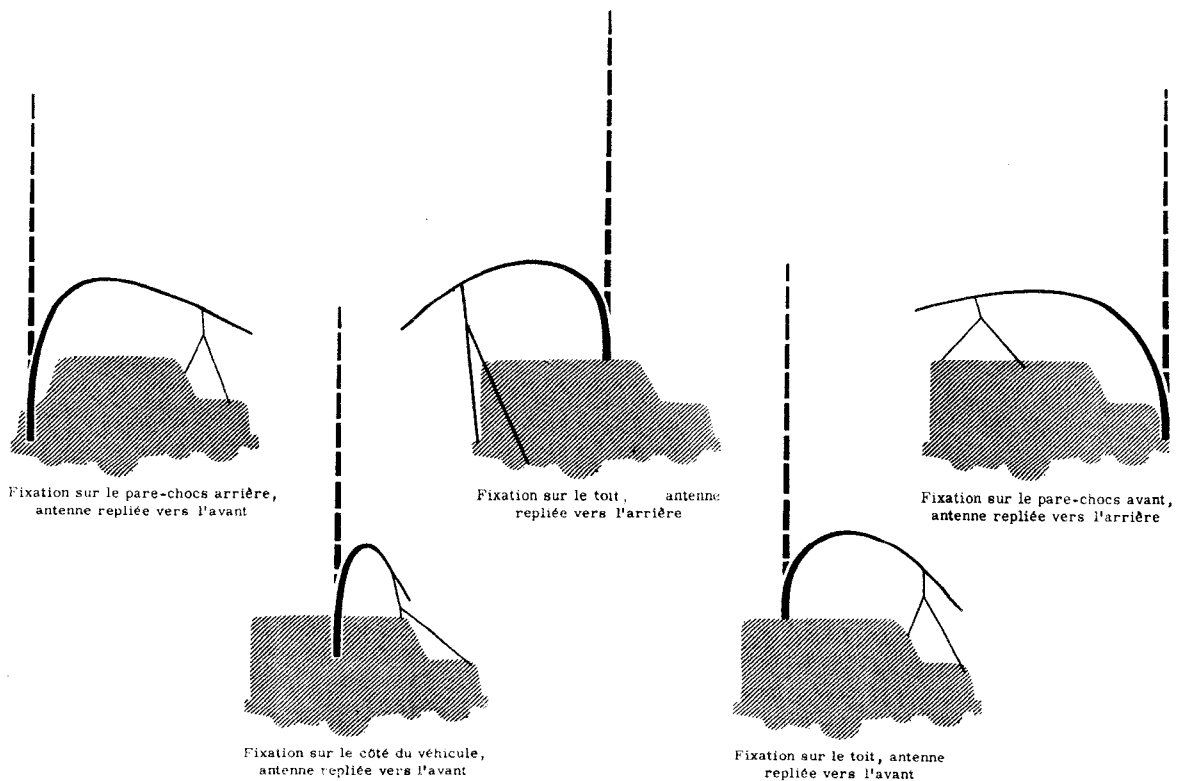 Fixation sur le pare-chocs arrière,
antenne repliée vers l'avant
Fixation sur le toit, antenne
repliée vers l'arrière
Fixation sur le pare-chocs avant,
antenne repliée vers l'arrière
Fixation sur le côté du véhicule,
antenne repliée vers l'avant
Fixation sur le toit, antenne
repliée vers l'avant